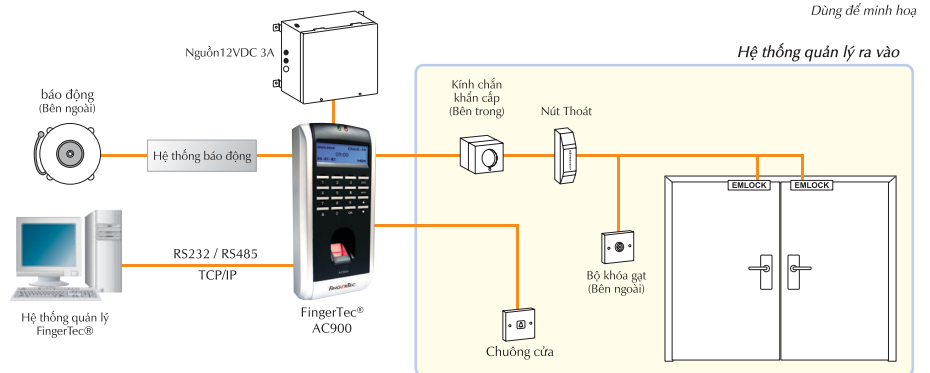 Dùng để minh hoạ
Hệ thống quản lý ra vào
Nguồn12VDC 3A
báo động
(Bên ngoài)
Hệ thống báo động
Kính chắn
khẩn cấp
(Bên trong)
Nút Thoát
EMLOCK
EMLOCK
RS232 / RS485
TCP/IP
Bộ khóa gạt
(Bên ngoài)
Hệ thống quản lý
FingerTec®
FINGERTEC
FingerTec®
AC900
Chuông cửa